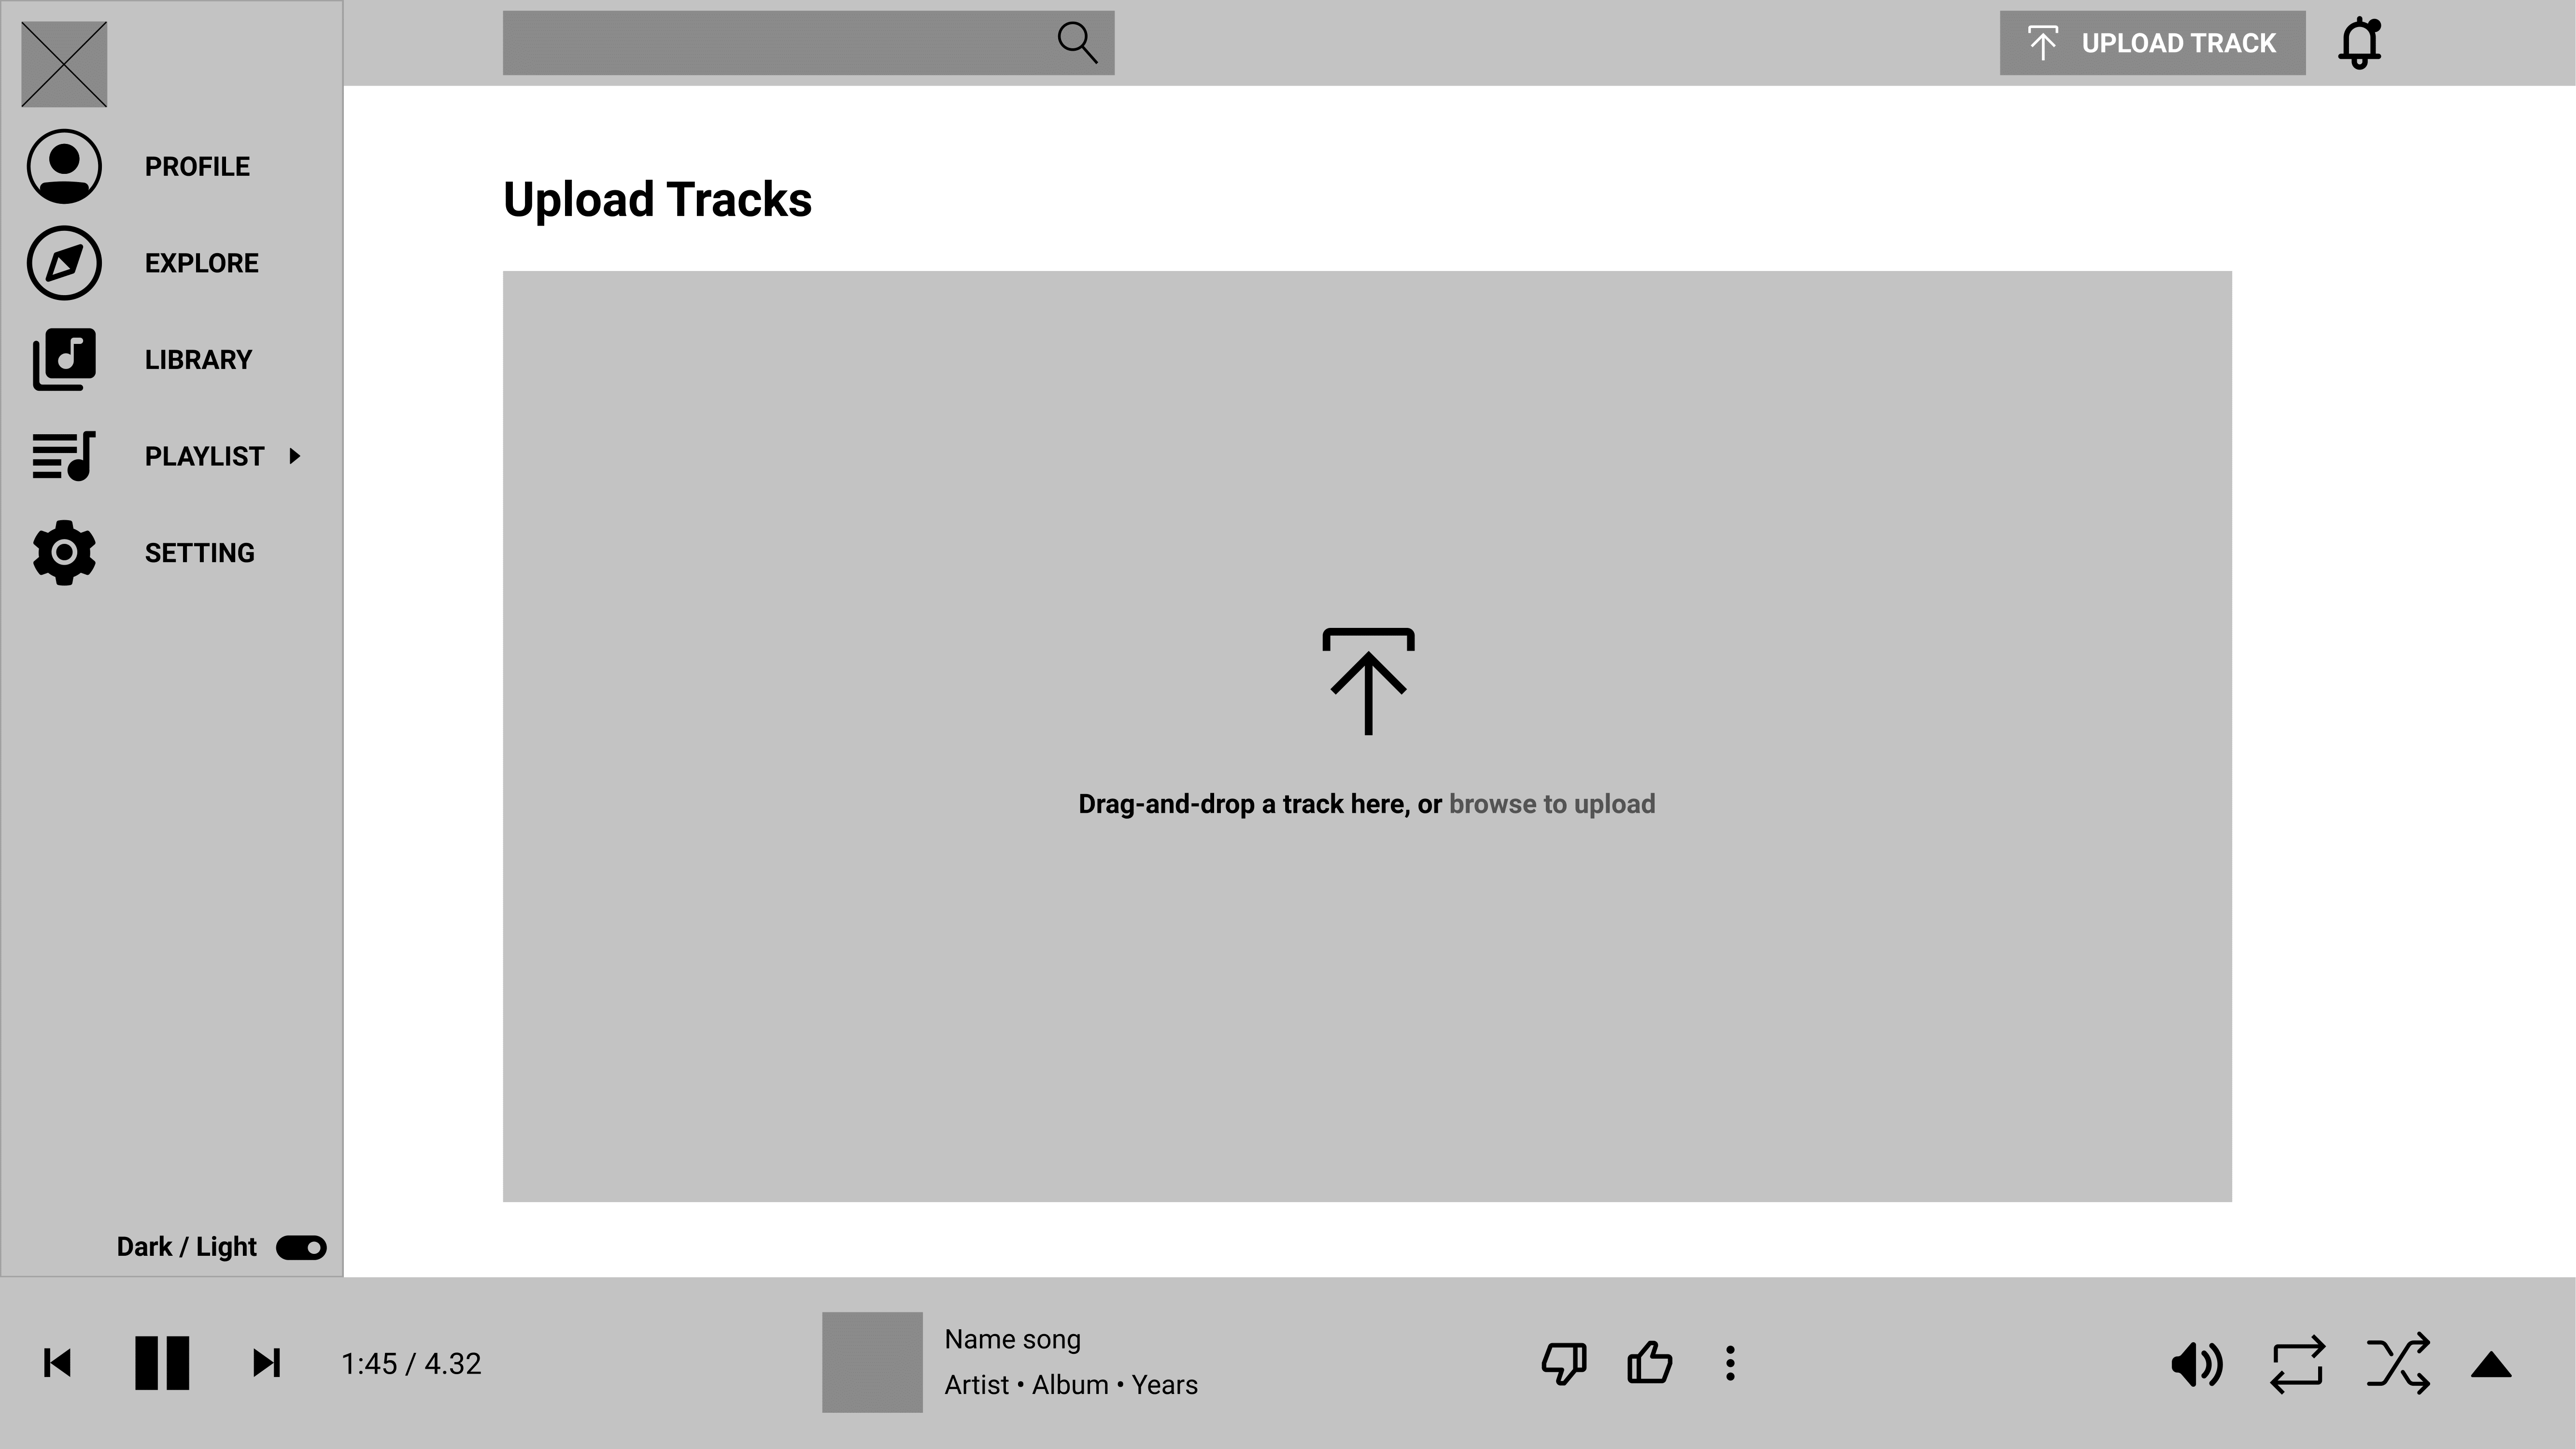 UPLOAD TRACK
PROFILE
EXPLORE
LIBRARY
PLAYLIST
SETTING
Dark / Light
Upload Tracks
Drag-and-drop a track here, or browse to upload
1:45 / 4.32
Name song
Artist • Album • Years